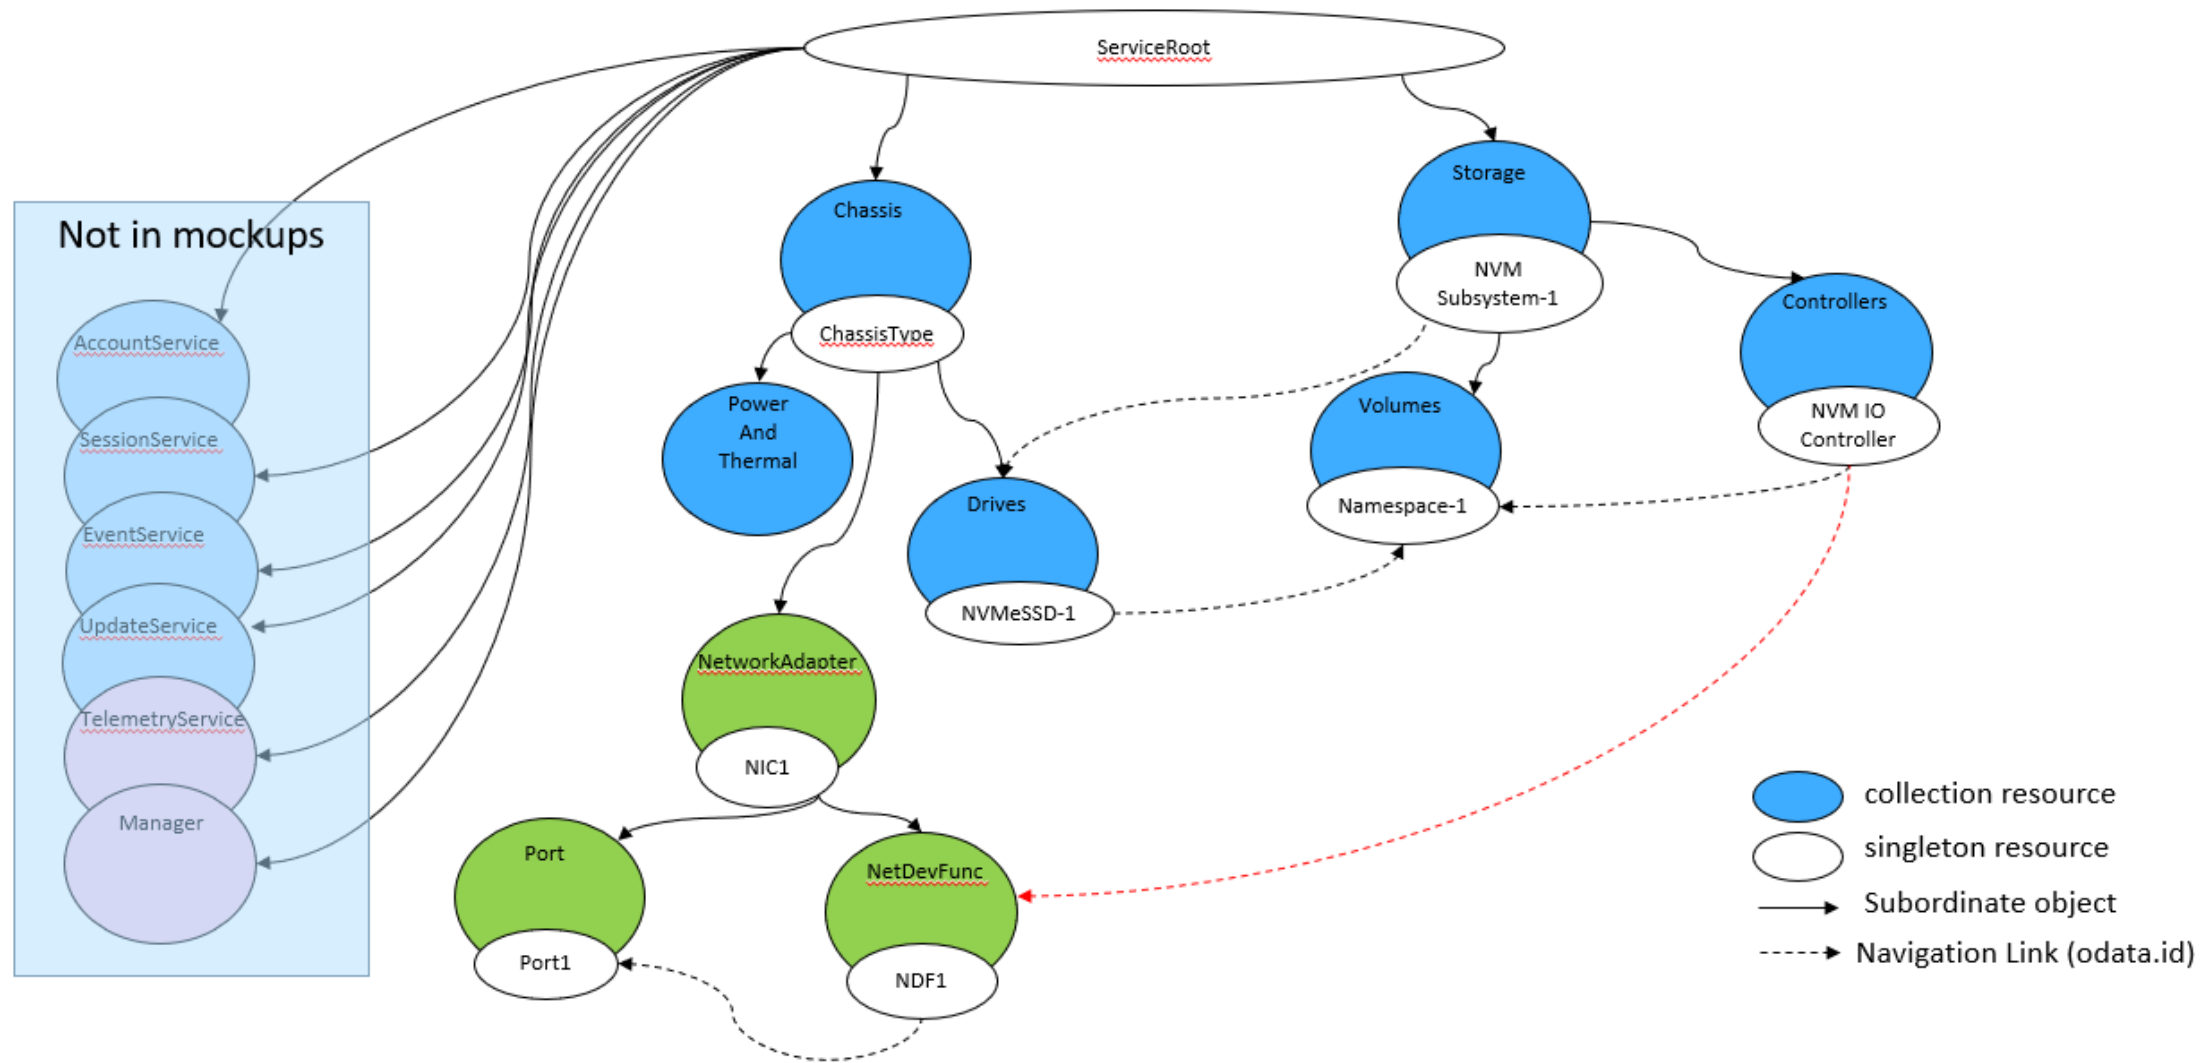 ServiceRoot
Storage
Chassis
Not in mockups
NVM
Subsystem-1
Controllers
ChassisType
AccountService
Power
And
Thermal
Volumes
NVM IO
Controller
SessionService
Drives
Namespace-1
EventService
NVMeSSD-1
UpdateService
NetworkAdapter
TelemetryService
NIC1
Manager
Port
NetDevFunc
Port1
NDF1
collection resource
singleton resource
Subordinate object
Navigation Link (odata.id)